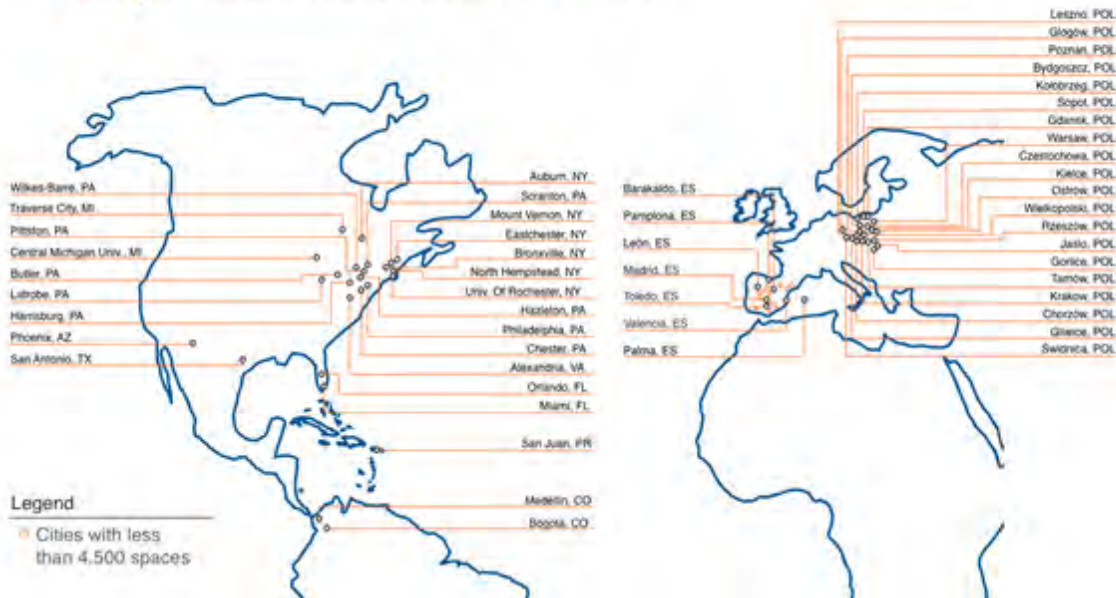 Wilkes-Barre, PA
Traverse City, MI
Pittston, PA
Central Michigan Univ., MI
Butler, PA
Latrobe, PA
Harrisburg, PA
Phoenix, AZ
San Antonio, TX
Auburn, NY
Scranton, PA
Mount Vernon, NY
Eastchester, NY
Bronxville, NY
North Hempstead, NY
Univ. Of Rochester, NY
Hazleton, PA
Philadelphia, PA
Chester, PA
Alexandria, VA
Orlando, FL
Miami, FL
San Juan, PR
Medellín, CO
Bogotá, CO
Legend
Cities with less
than 4,500 spaces
Barakaldo, ES
Pamplona, ES
León, ES
Madrid, ES
Toledo, ES
Valencia, ES
Palma, ES
Leszno, POL
Głogów, POL
Poznan, POL
Bydgoszcz, POL
Kołobrzeg, POL
Sopot, POL
Gdansk, POL
Warsaw, POL
Czestochowa, POL
Kielce, POL
Ostrów, POL
Wielkopolski, POL
Rzeszów, POL
Jaslo, POL
Gorlice, POL
Tarnów, POL
Krakow, POL
Chorzów, POL
Gliwice, POL
Świdnica, POL